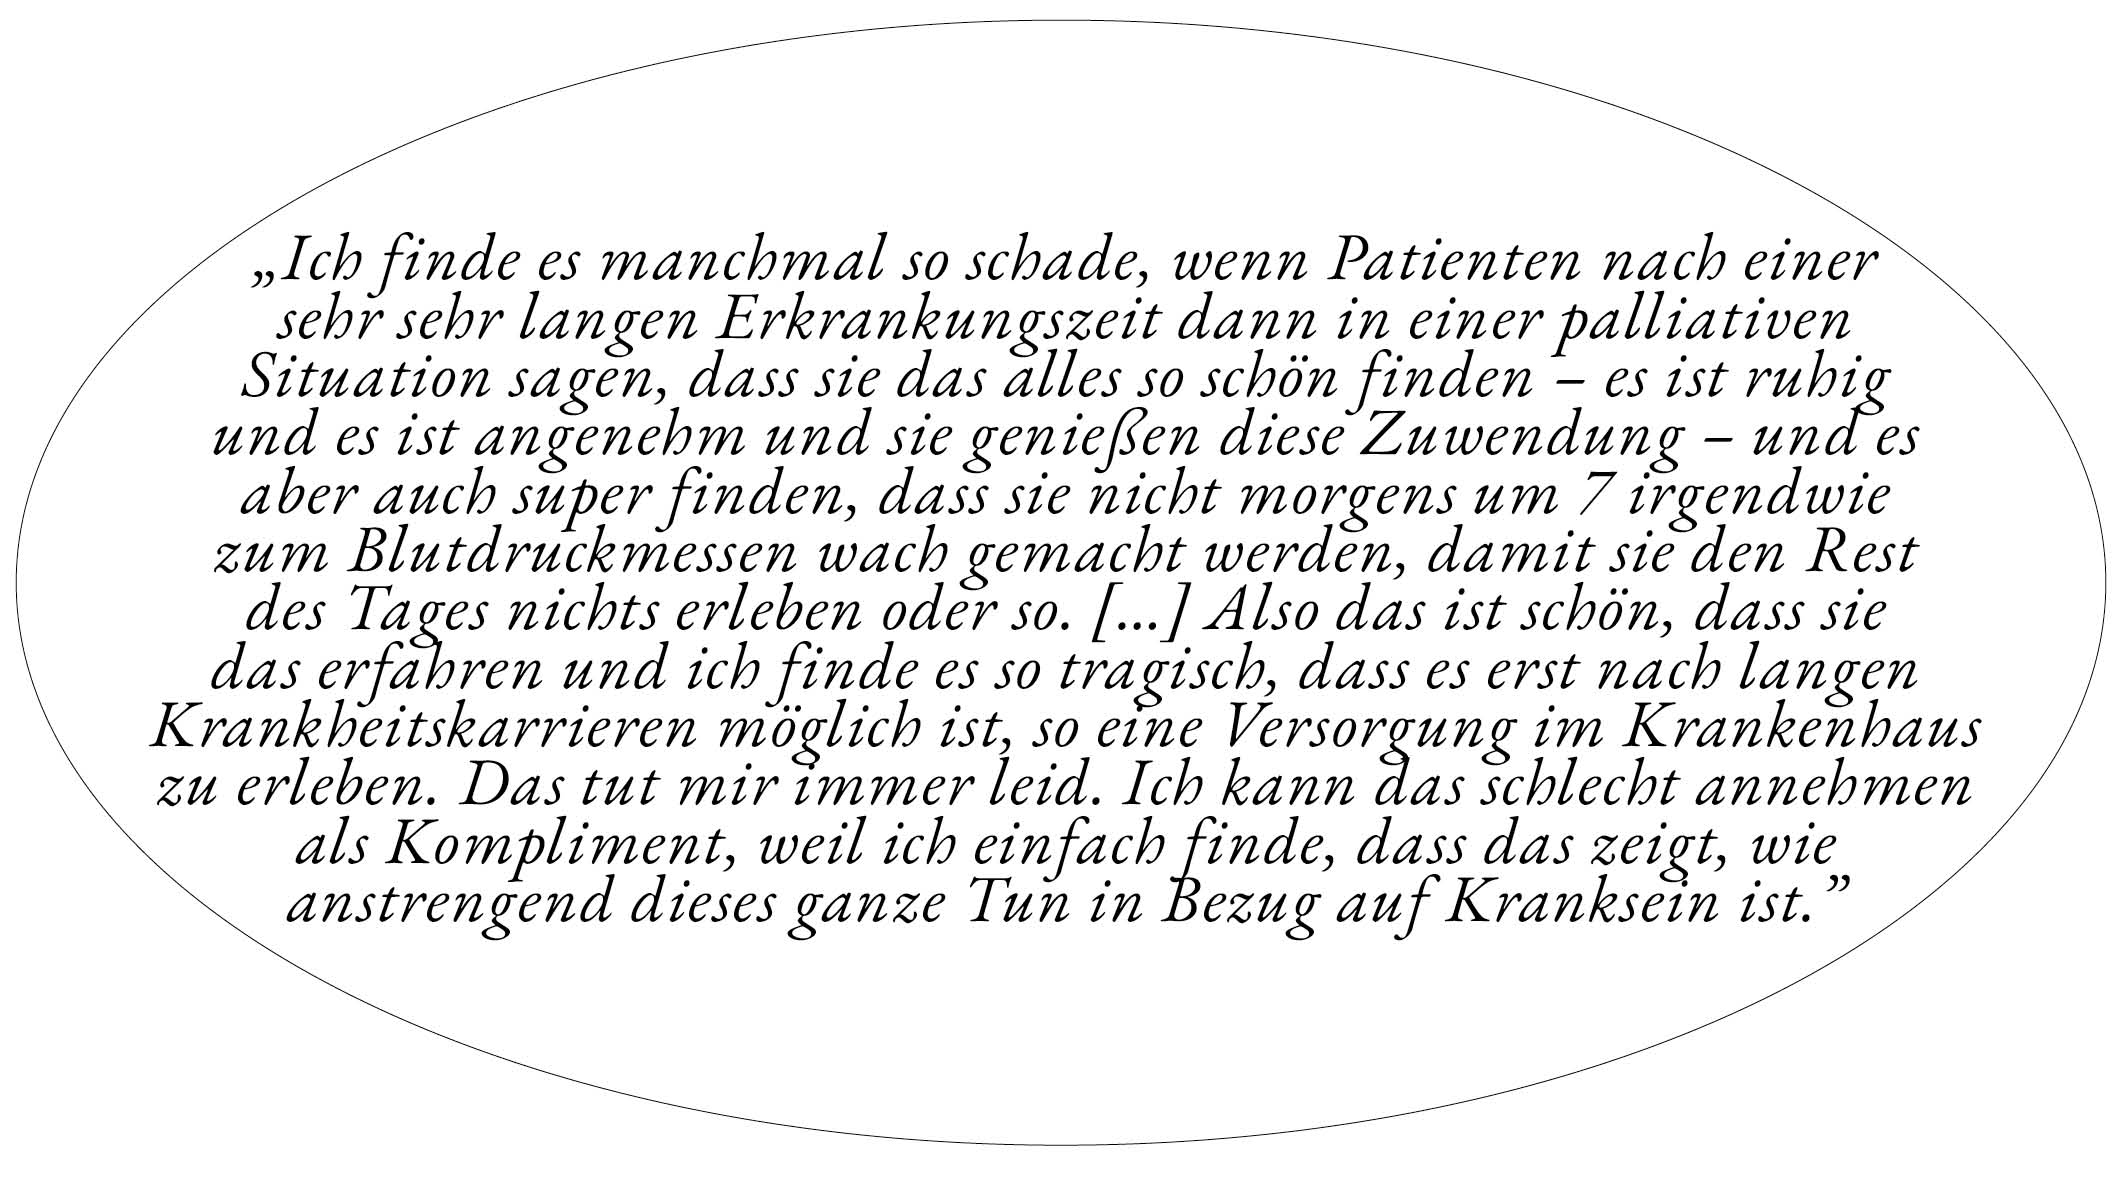 „Ich finde es manchmal so schade, wenn Patienten nach einer
sehr sehr langen Erkrankungszeit dann in einer palliativen
Situation sagen, dass sie das alles so schön finden – es ist ruhig
und es ist angenehm und sie genießen diese Zuwendung – und es
aber auch super finden, dass sie nicht morgens um 7 irgendwie
zum Blutdruckmessen wach gemacht werden, damit sie den Rest
des Tages nichts erleben oder so. [...] Also das ist schön, dass sie
das erfahren und ich finde es so tragisch, dass es erst nach langen
Krankheitskarrieren möglich ist, so eine Versorgung im Krankenhaus
zu erleben. Das tut mir immer leid. Ich kann das schlecht annehmen
als Kompliment, weil ich einfach finde, dass das zeigt, wie
anstrengend dieses ganze Tun in Bezug auf Kranksein ist.”